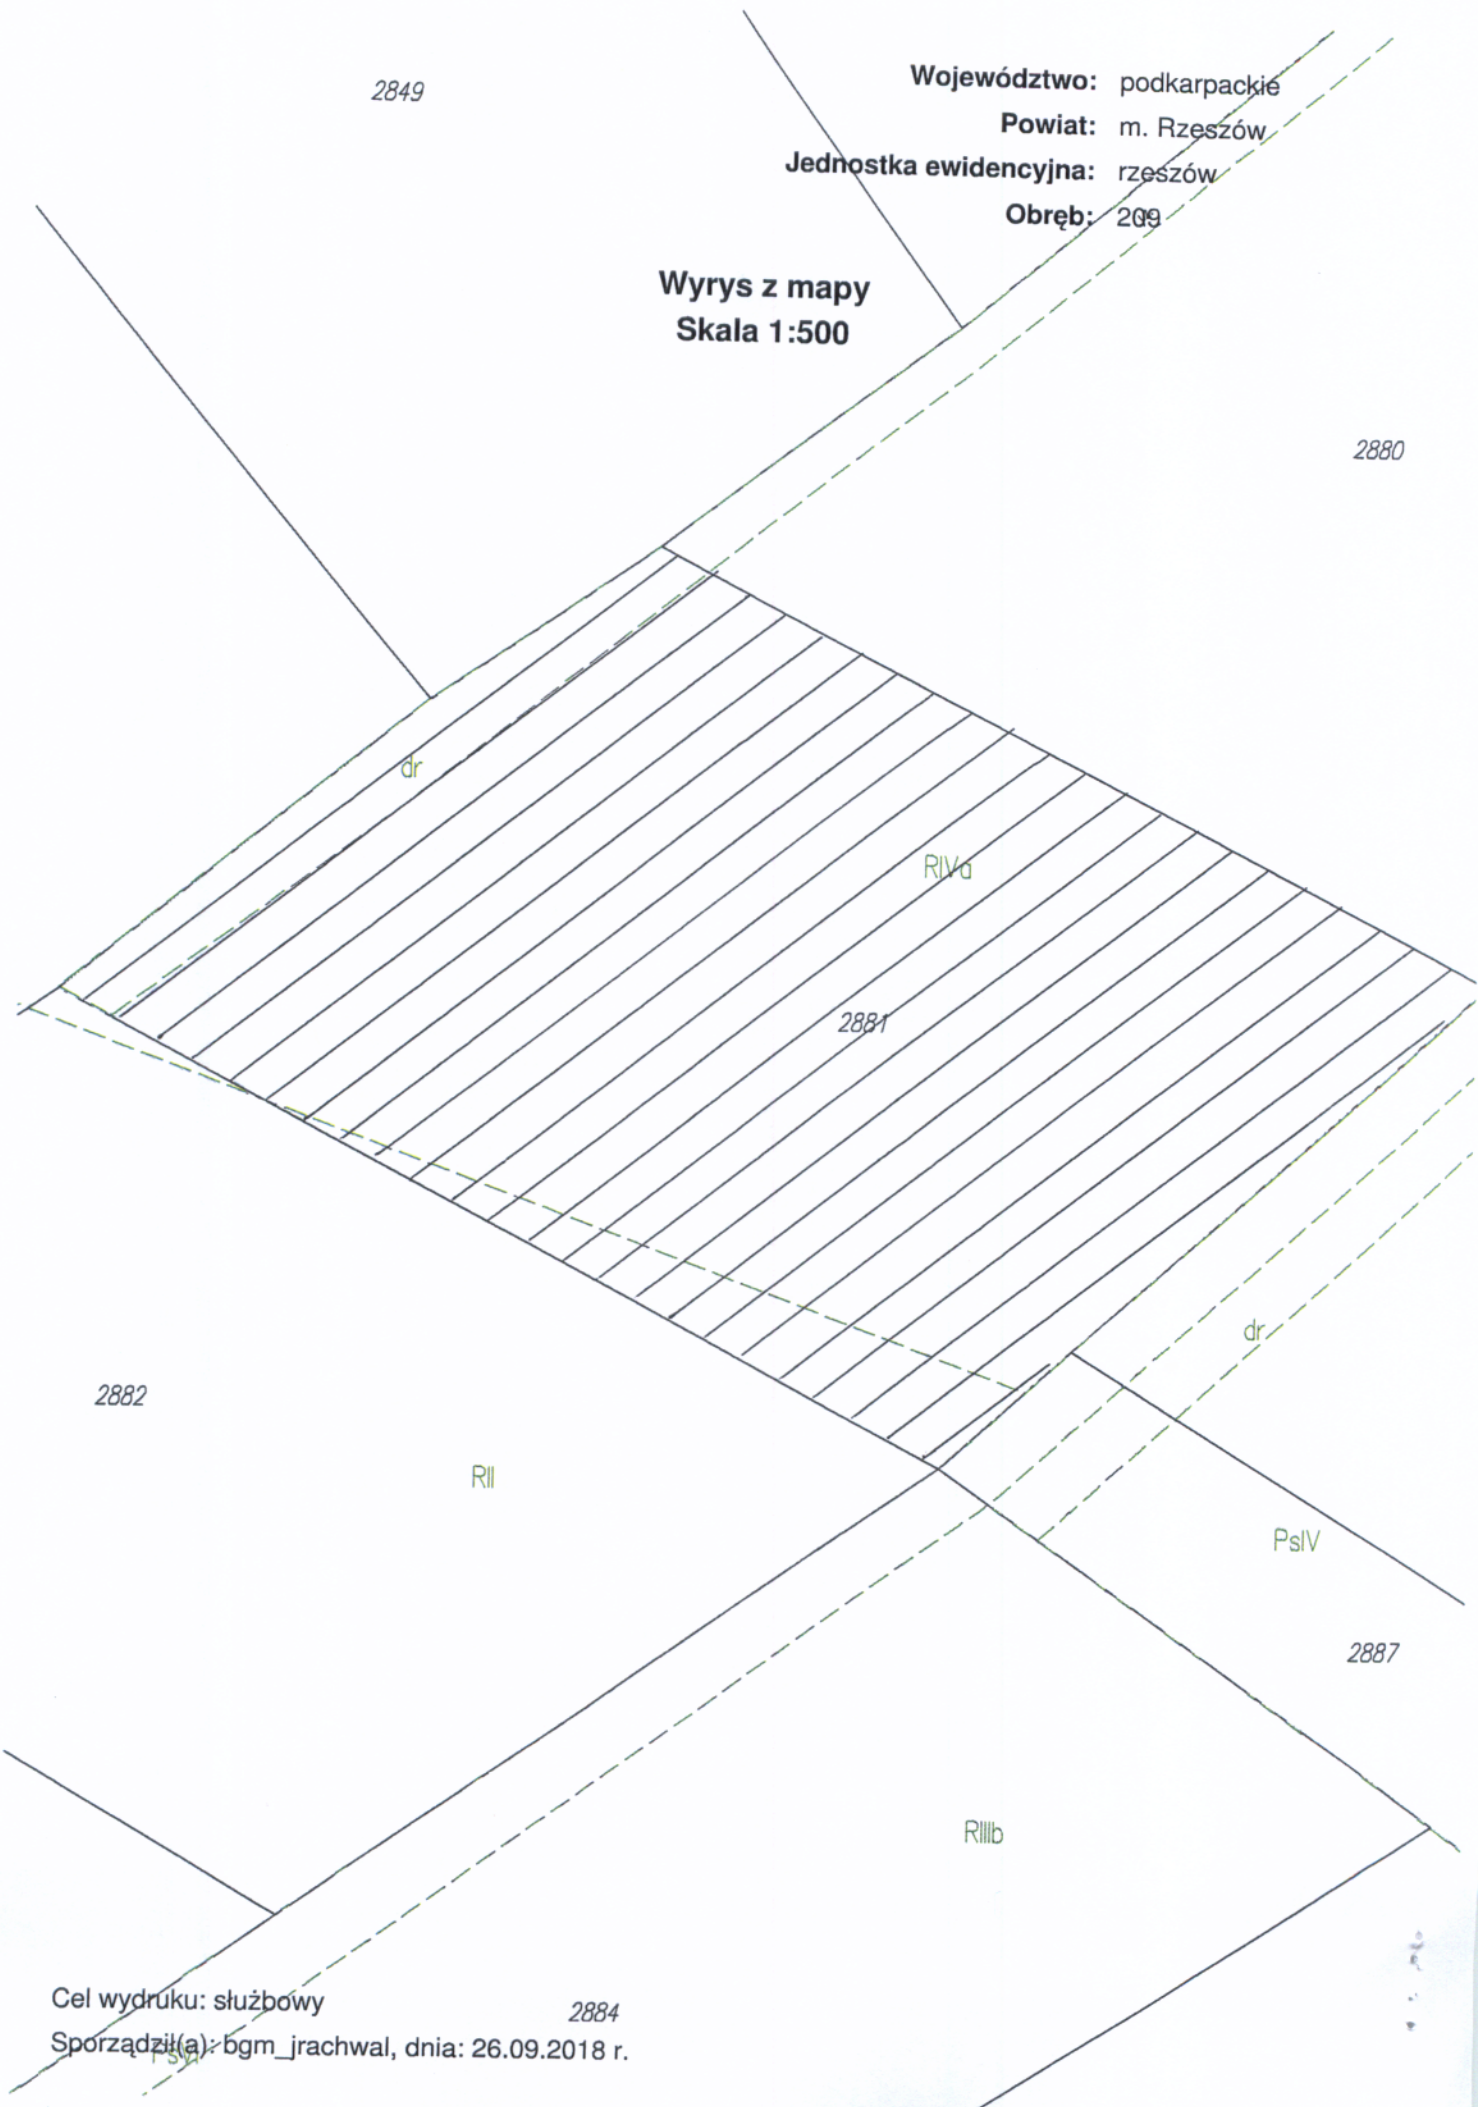 2849
Województwo: podkarpackie
Powiat: m. Rzeszów
Jednostka ewidencyjna: rzeszów
Obręb: 209
Wyrys z mapy
Skala 1:500
2880
dr
RIVa
2881
dr
2882
RII
PsIV
2887
RIIIb
Cel wydruku: służbowy
2884
Sporządził(a): bgm_jrachwal, dnia: 26.09.2018 r.